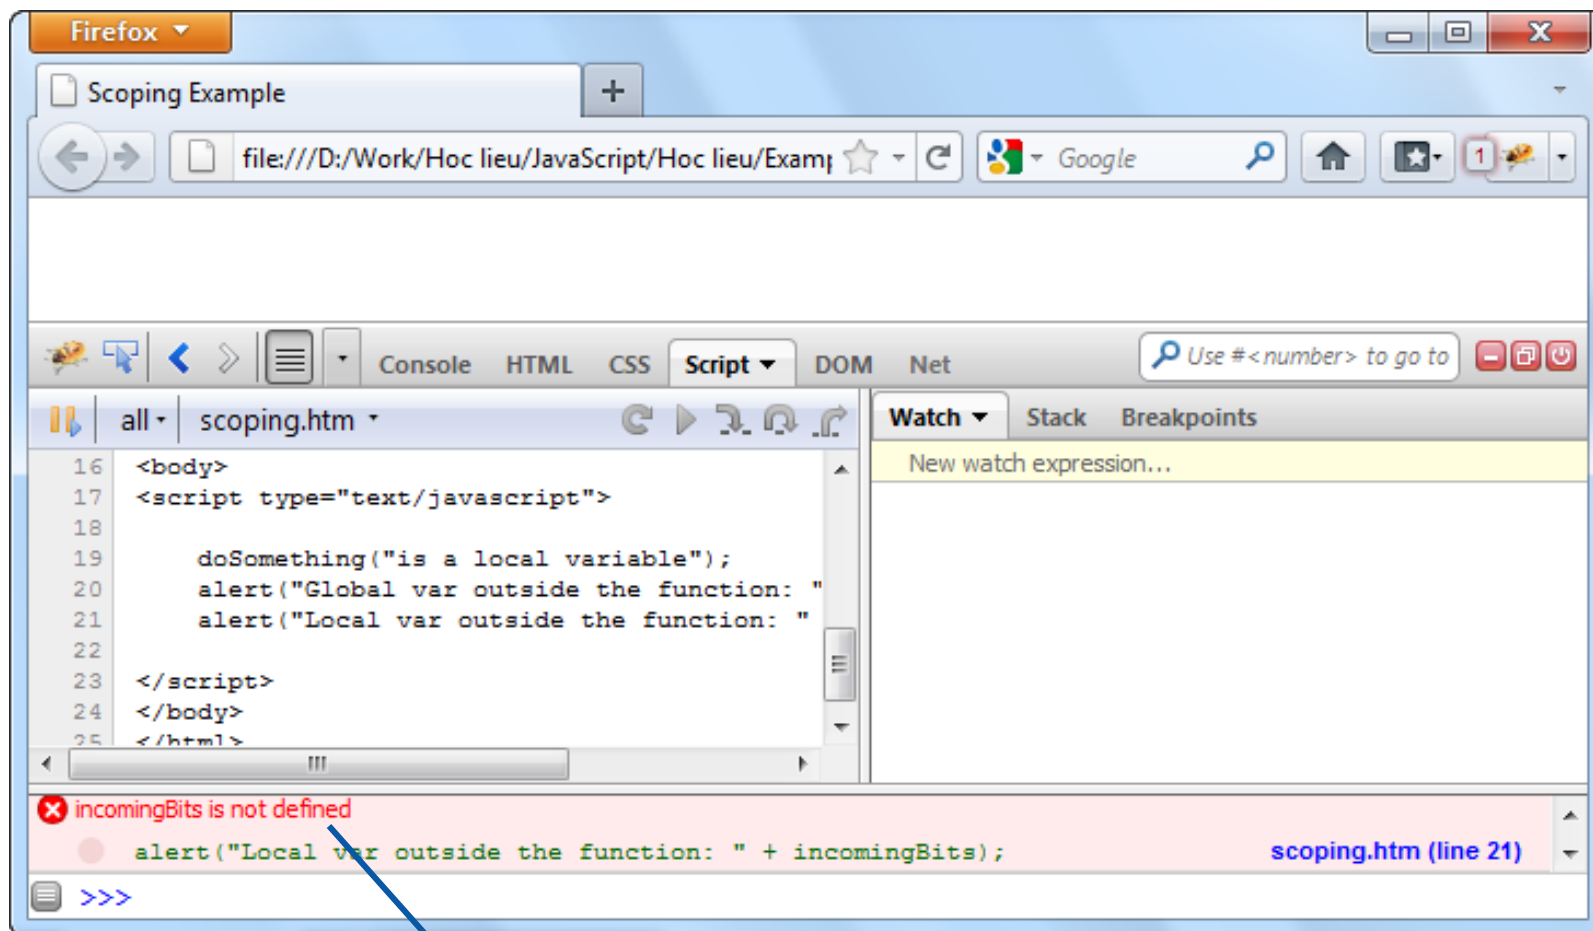 Firefox
Scoping Example
file:///D:/Work/Hoc lieu/JavaScript/Hoc lieu/Examp
Google
1
Console HTML CSS Script DOM Net
Use #<number> to go to
all scoping.htm
Watch Stack Breakpoints
New watch expression...
16 <body>
17 <script type="text/javascript">
18
19 doSomething("is a local variable");
20 alert("Global var outside the function: "
21 alert("Local var outside the function: "
22
23 </script>
24 </body>
25 </html>
incomingBits is not defined
alert("Local var outside the function: " + incomingBits);
scoping.htm (line 21)
>>>